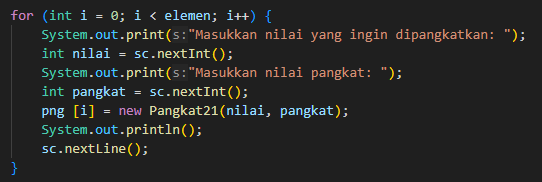 for (int i = 0; i < elemen; i++) {
System.out.print(s:"Masukkan nilai yang ingin dipangkatkan: ");
int nilai = sc.nextInt();
System.out.print(s:"Masukkan nilai pangkat: ");
int pangkat = sc.nextInt();
png [i] = new Pangkat21(nilai, pangkat);
System.out.println();
sc.nextLine();
}